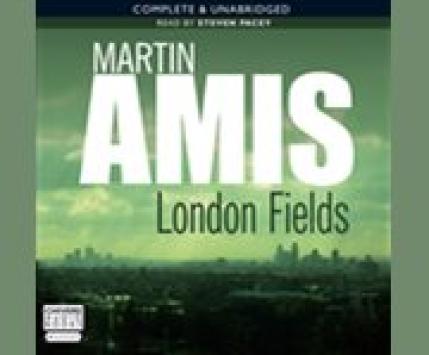 COMPLETE & UNABRIDGED
READ BY STEVEN PACEY
MARTIN
AMIS
London Fields